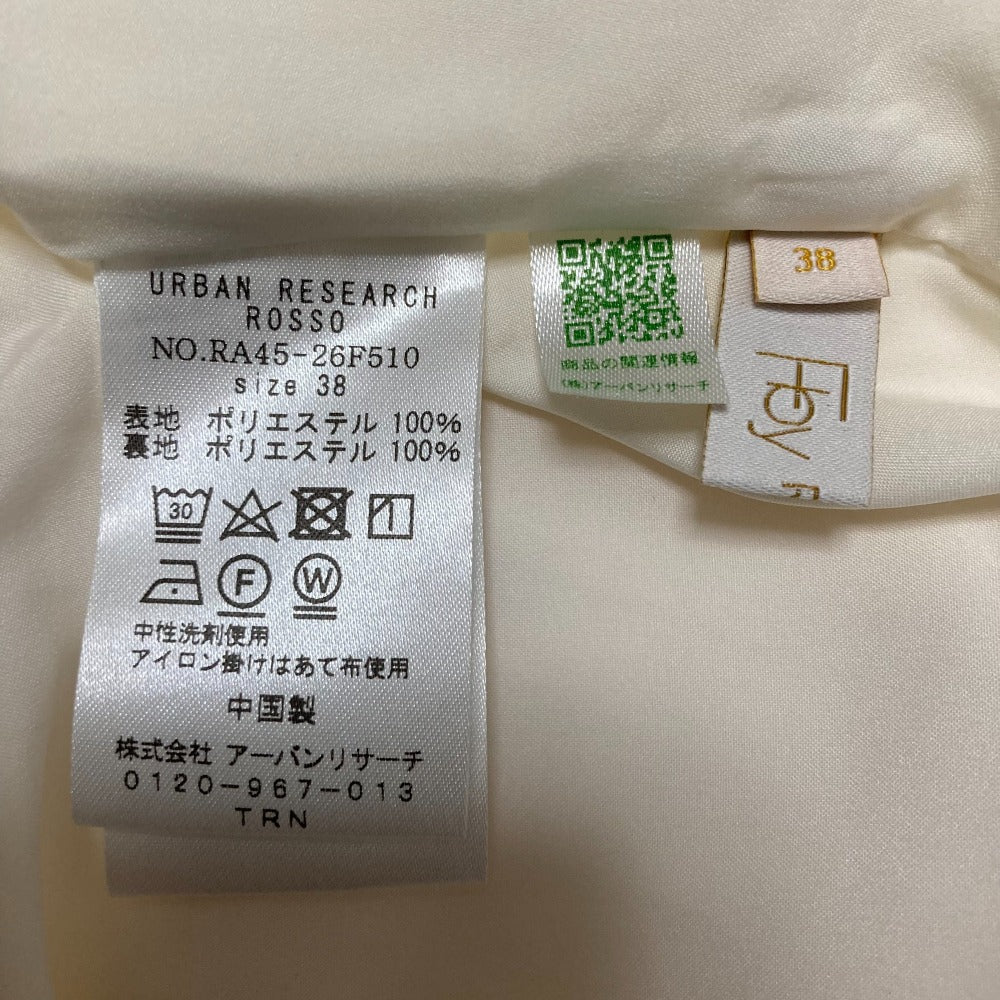 URBAN RESEARCH
ROSSO
NO.RA45-26F510
size 38
表地 ポリエステル 100%
裏地 ポリエステル 100%
30
1
F W
中性洗剤使用
アイロン掛けはあて布使用
中国製
株式会社 アーバンリサーチ
0120-967-013
TRN
商品の関連情報
(株)アーバンリサーチ
38
F by